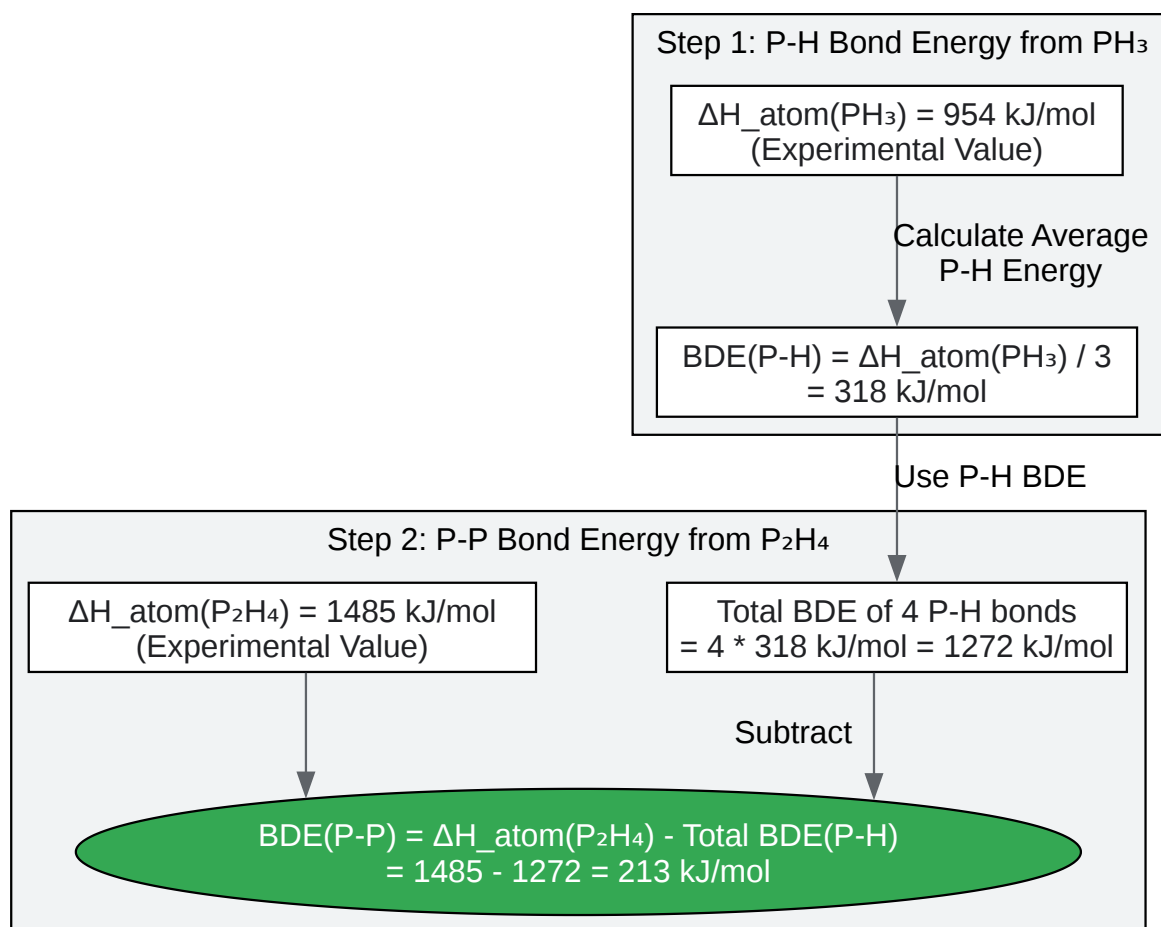 Step 1: P-H Bond Energy from PH₃
ΔH_atom(PH₃) = 954 kJ/mol
(Experimental Value)
Calculate Average
P-H Energy
BDE(P-H) = ΔH_atom(PH₃) / 3
= 318 kJ/mol
Use P-H BDE
Step 2: P-P Bond Energy from P₂H₄
ΔH_atom(P₂H₄) = 1485 kJ/mol
(Experimental Value)
Total BDE of 4 P-H bonds
= 4 * 318 kJ/mol = 1272 kJ/mol
Subtract
BDE(P-P) = ΔH_atom(P₂H₄) - Total BDE(P-H)
= 1485 - 1272 = 213 kJ/mol